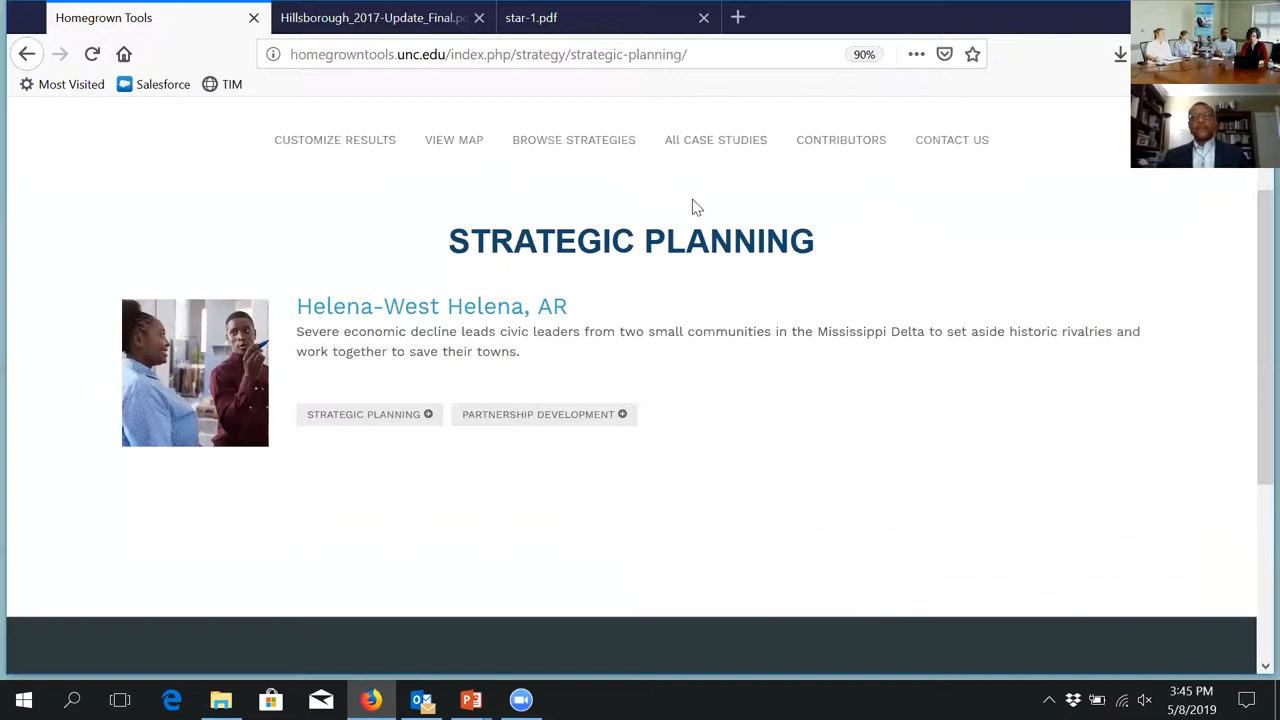 Homegrown Tools
Hillsborough_2017-Update_Final.p
star-1.pdf
homegrowntools.unc.edu/index.php/strategy/strategic-planning/
90%
Most Visited
Salesforce
TIM
CUSTOMIZE RESULTS
VIEW MAP
BROWSE STRATEGIES
All CASE STUDIES
CONTRIBUTORS
CONTACT US
STRATEGIC PLANNING
Helena-West Helena, AR
Severe economic decline leads civic leaders from two small communities in the Mississippi Delta to set aside historic rivalries and
work together to save their towns.
STRATEGIC PLANNING
PARTNERSHIP DEVELOPMENT
3:45 PM
5/8/2019